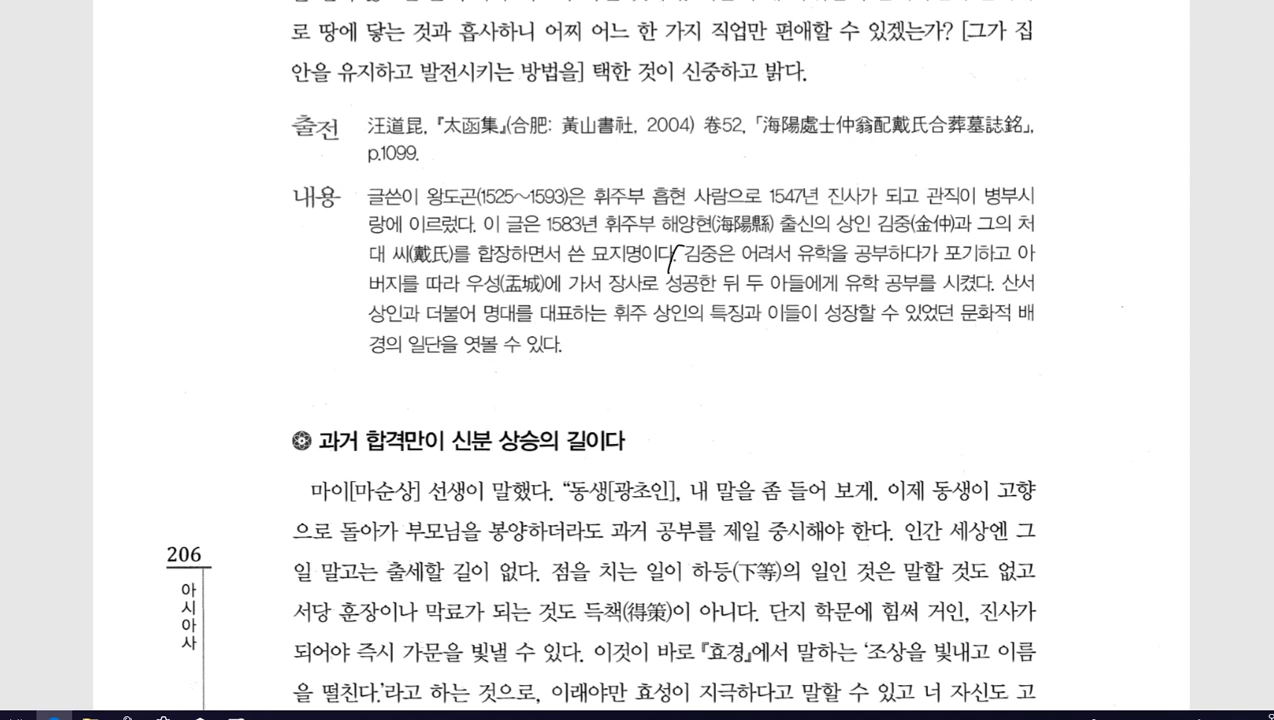 로 땅에 닿는 것과 흡사하니 어찌 어느 한 가지 직업만 편애할 수 있겠는가? [그가 집
안을 유지하고 발전시키는 방법을] 택한 것이 신중하고 밝다.
출전 汪道昆, 『太函集』(合肥: 黃山書社, 2004) 卷52, 「海陽處士仲翁配戴氏合葬墓誌銘」,
p.1099.
내용 글쓴이 왕도곤(1525~1593)은 휘주부 흡현 사람으로 1547년 진사가 되고 관직이 병부시
랑에 이르렀다. 이 글은 1583년 휘주부 해양현(海陽縣) 출신의 상인 김중(金仲)과 그의 처
대 씨(戴氏)를 합장하면서 쓴 묘지명이다. 김중은 어려서 유학을 공부하다가 포기하고 아
버지를 따라 우성(盂城)에 가서 장사로 성공한 뒤 두 아들에게 유학 공부를 시켰다. 산서
상인과 더불어 명대를 대표하는 휘주 상인의 특징과 이들이 성장할 수 있었던 문화적 배
경의 일단을 엿볼 수 있다.
과거 합격만이 신분 상승의 길이다
마이[마순상] 선생이 말했다. “동생[광초인], 내 말을 좀 들어 보게. 이제 동생이 고향
으로 돌아가 부모님을 봉양하더라도 과거 공부를 제일 중시해야 한다. 인간 세상엔 그
일 말고는 출세할 길이 없다. 점을 치는 일이 하등(下等)의 일인 것은 말할 것도 없고
서당 훈장이나 막료가 되는 것도 득책(得策)이 아니다. 단지 학문에 힘써 거인, 진사가
되어야 즉시 가문을 빛낼 수 있다. 이것이 바로 『효경』에서 말하는 ‘조상을 빛내고 이름
을 떨친다.’라고 하는 것으로, 이래야만 효성이 지극하다고 말할 수 있고 너 자신도 고
206
아시아사